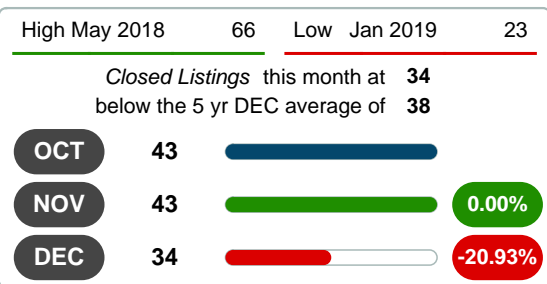 High May 2018 66 Low Jan 2019 23
Closed Listings this month at 34
below the 5 yr DEC average of 38
OCT 43
NOV 43 0.00%
DEC 34 -20.93%